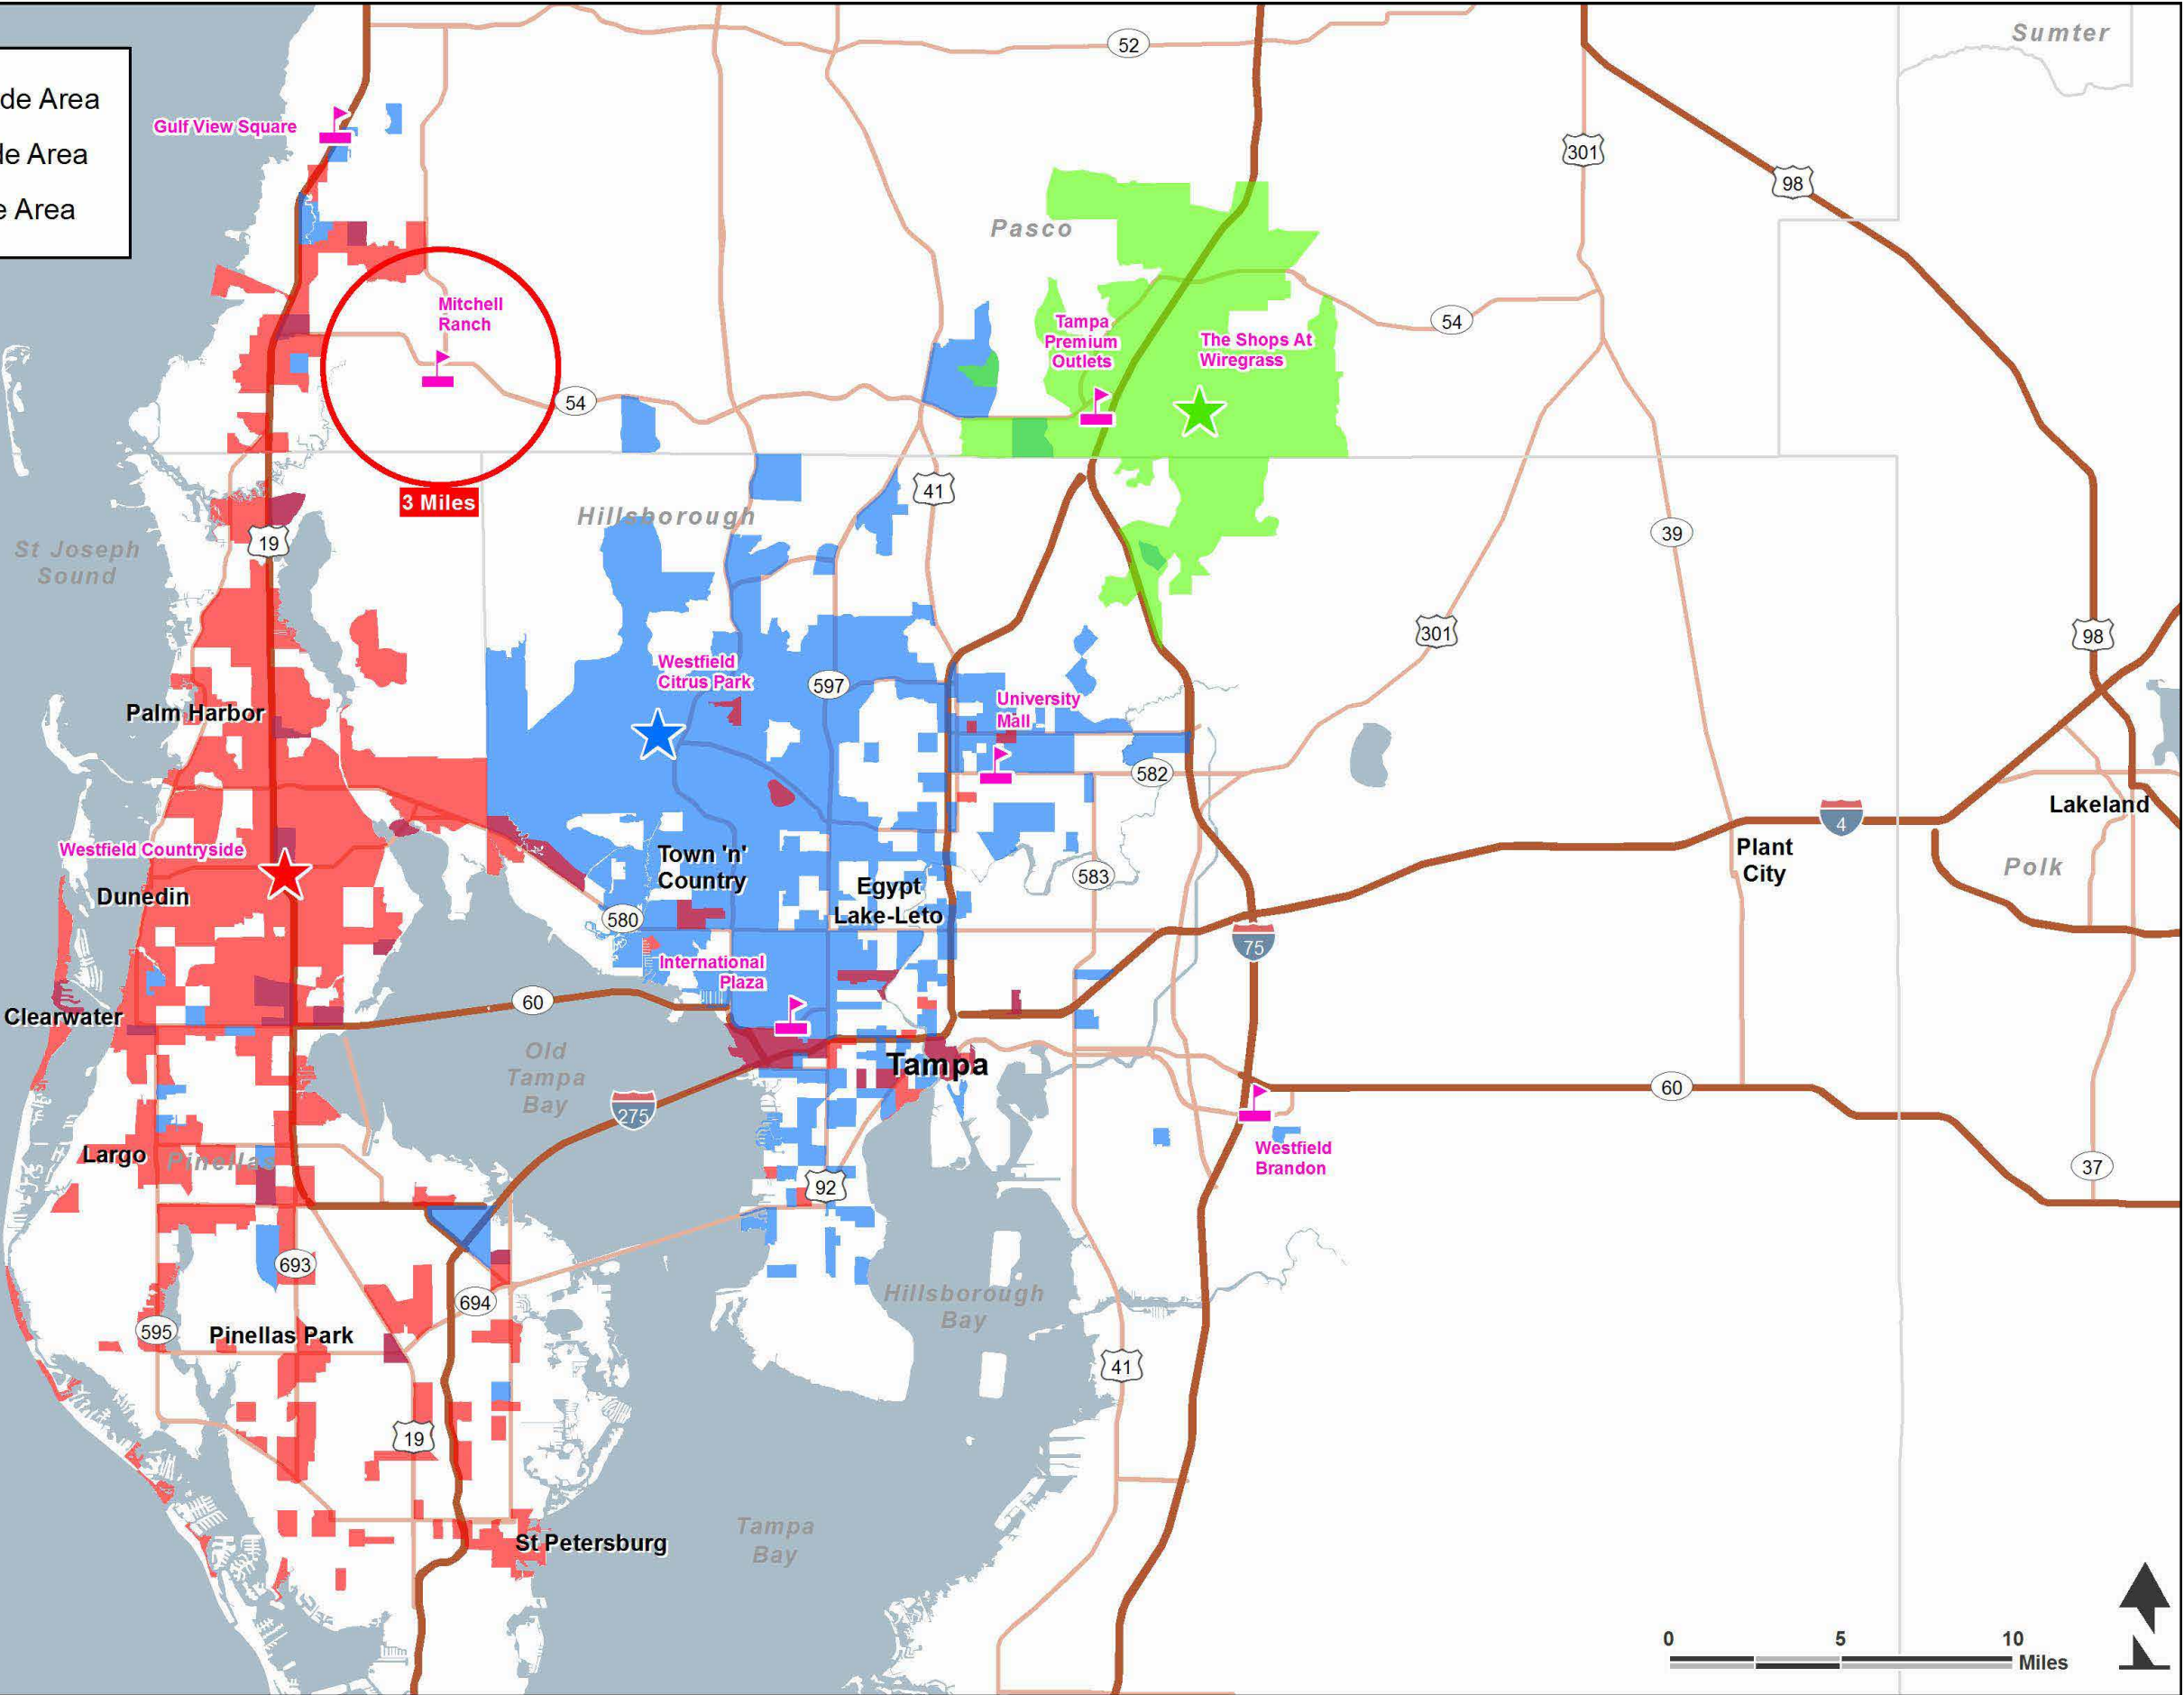 52
Sumter
de Area
Gulf View Square
de Area
301
98
e Area
Pasco
Mitchell
Ranch
Tampa
Premium
Outlets
The Shops At
Wiregrass
54
54
3 Miles
41
Hillsborough
39
19
St Joseph
Sound
301
98
Westfield
Citrus Park
597
University
Mall
Palm Harbor
582
Lakeland
4
Westfield Countryside
Town 'n'
Country
Plant
City
Polk
583
Egypt
Lake-Leto
Dunedin
580
75
International
Plaza
60
Clearwater
Old
Tampa
Bay
Tampa
60
275
Largo
Pinellas
Westfield
Brandon
37
92
693
Hillsborough
Bay
694
595
Pinellas Park
41
19
Tampa
Bay
St Petersburg
0 5 10
Miles
N